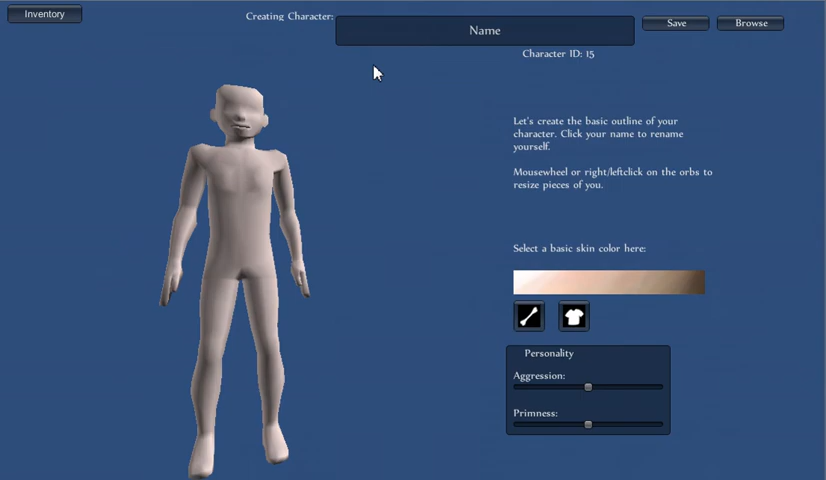 Inventory
Creating Character:
Name
Save
Browse
Character ID: 15
Let's create the basic outline of your
character. Click your name to rename
yourself.
Mousewheel or right/leftclick on the orbs to
resize pieces of you.
Select a basic skin color here:
Personality
Aggression:
Primness: